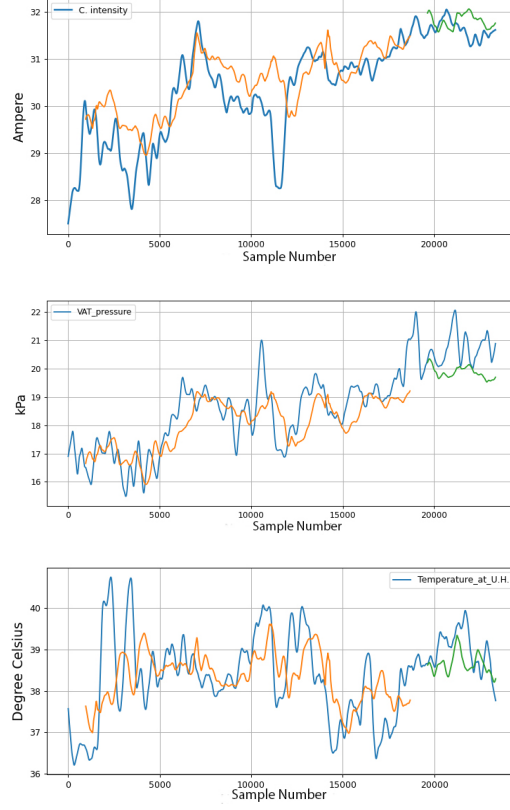 C. intensity
32
31
30
29
28
Ampere
0 5000 10000 15000 20000
Sample Number
VAT_pressure
22
21
20
19
18
17
16
kPa
0 5000 10000 15000 20000
Sample Number
Temperature_at_U.H.
40
39
38
37
36
Degree Celsius
0 5000 10000 15000 20000
Sample Number